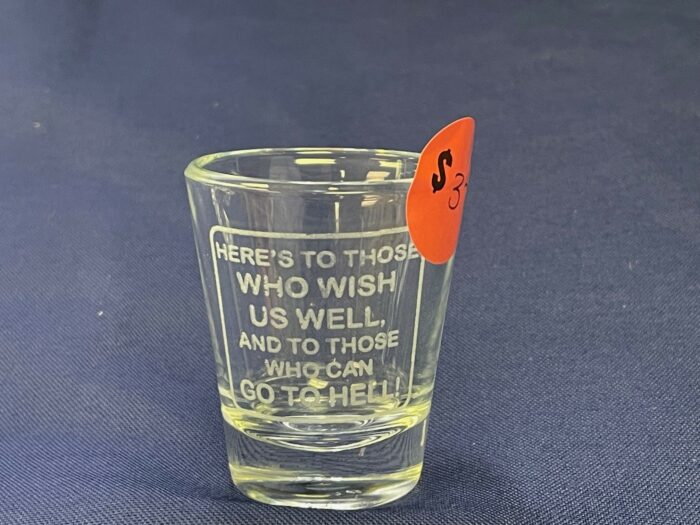 HERE'S TO THOSE
WHO WISH
US WELL,
AND TO THOSE
WHO CAN
GO TO HELL!
$ 3